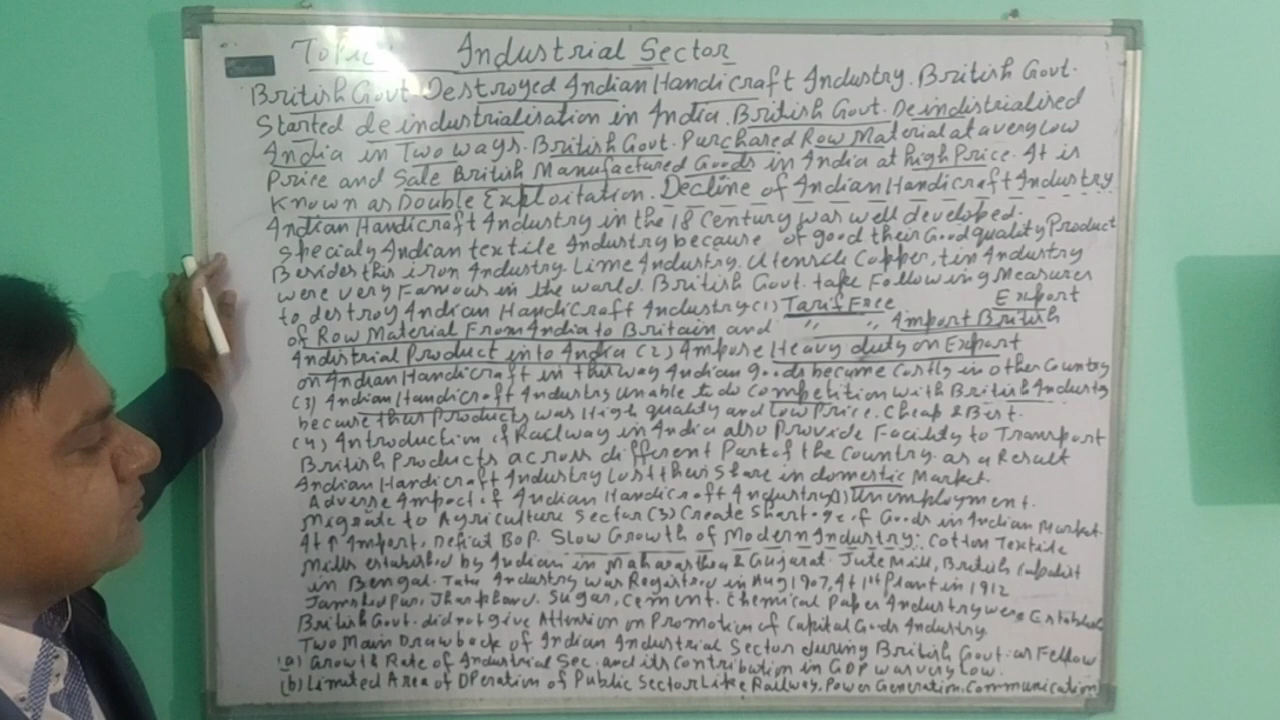 Topic: Industrial Sector
British Govt. Destroyed Indian Handicraft Industry. British Govt.
Started deindustrialisation in India. British Govt. Deindistrialised
India in Two ways. British Govt. Purchased Row Material at a very low
Price and Sale British Manufactured Goods in India at high Price. It is
Known as Double Exploitation. Decline of Indian Handicraft Industry
Indian Handicraft Industry in the 18 Century was well developed.
Specialy Indian textile Industry because of good their Good quality Product
Besides this iron Industry. Lime Industry. Utensils Copper, tin Industry
were very Famous in the world. British Govt. take Following Measures
to destroy Indian Handicraft Industry (1) Tarif Free Export
of Row Material From India to Britain and " " Import British
Industrial Product into India (2) Impose Heavy duty on Export
on Indian Handicraft in this way Indian goods become Costly in other Country
(3) Indian Handicraft Industry unable to do Competition with British Industry
because thus Products was High quality and Low Price. Cheap & Best.
(4) Introduction of Railway in India also Provide Facility to Transport
British Products across different Part of the Country. as a Result
Indian Handicraft Industry Lost their Share in domestic Market.
Adverse Impact of Indian Handicraft Industry (1) Unemployment.
Migrate to Agriculture Sector (3) Create Shortage of Goods in Indian Market.
It ↑ Import, Deficit BOP. Slow Growth of Modern Industry: Cotton Textile
Mills established by Indian in & Gujarat. Jute Mill, British
in Bengal. Tata Industry was Registered in Aug 1907, It 1st Plant in 1912
Sugar, Cement. Chemical Paper Industry were
British Govt. did not give Attention on Promotion of Capital Goods Industry.
Two Main Drawback of Indian Industrial Sector during British Govt. as Fellow
(a) Growth Rate of Industrial Sec. and its Contribution in GDP was very Low.
(b) Limited Area of Operation of Public Sector Like Railway. Power Generation. Communication